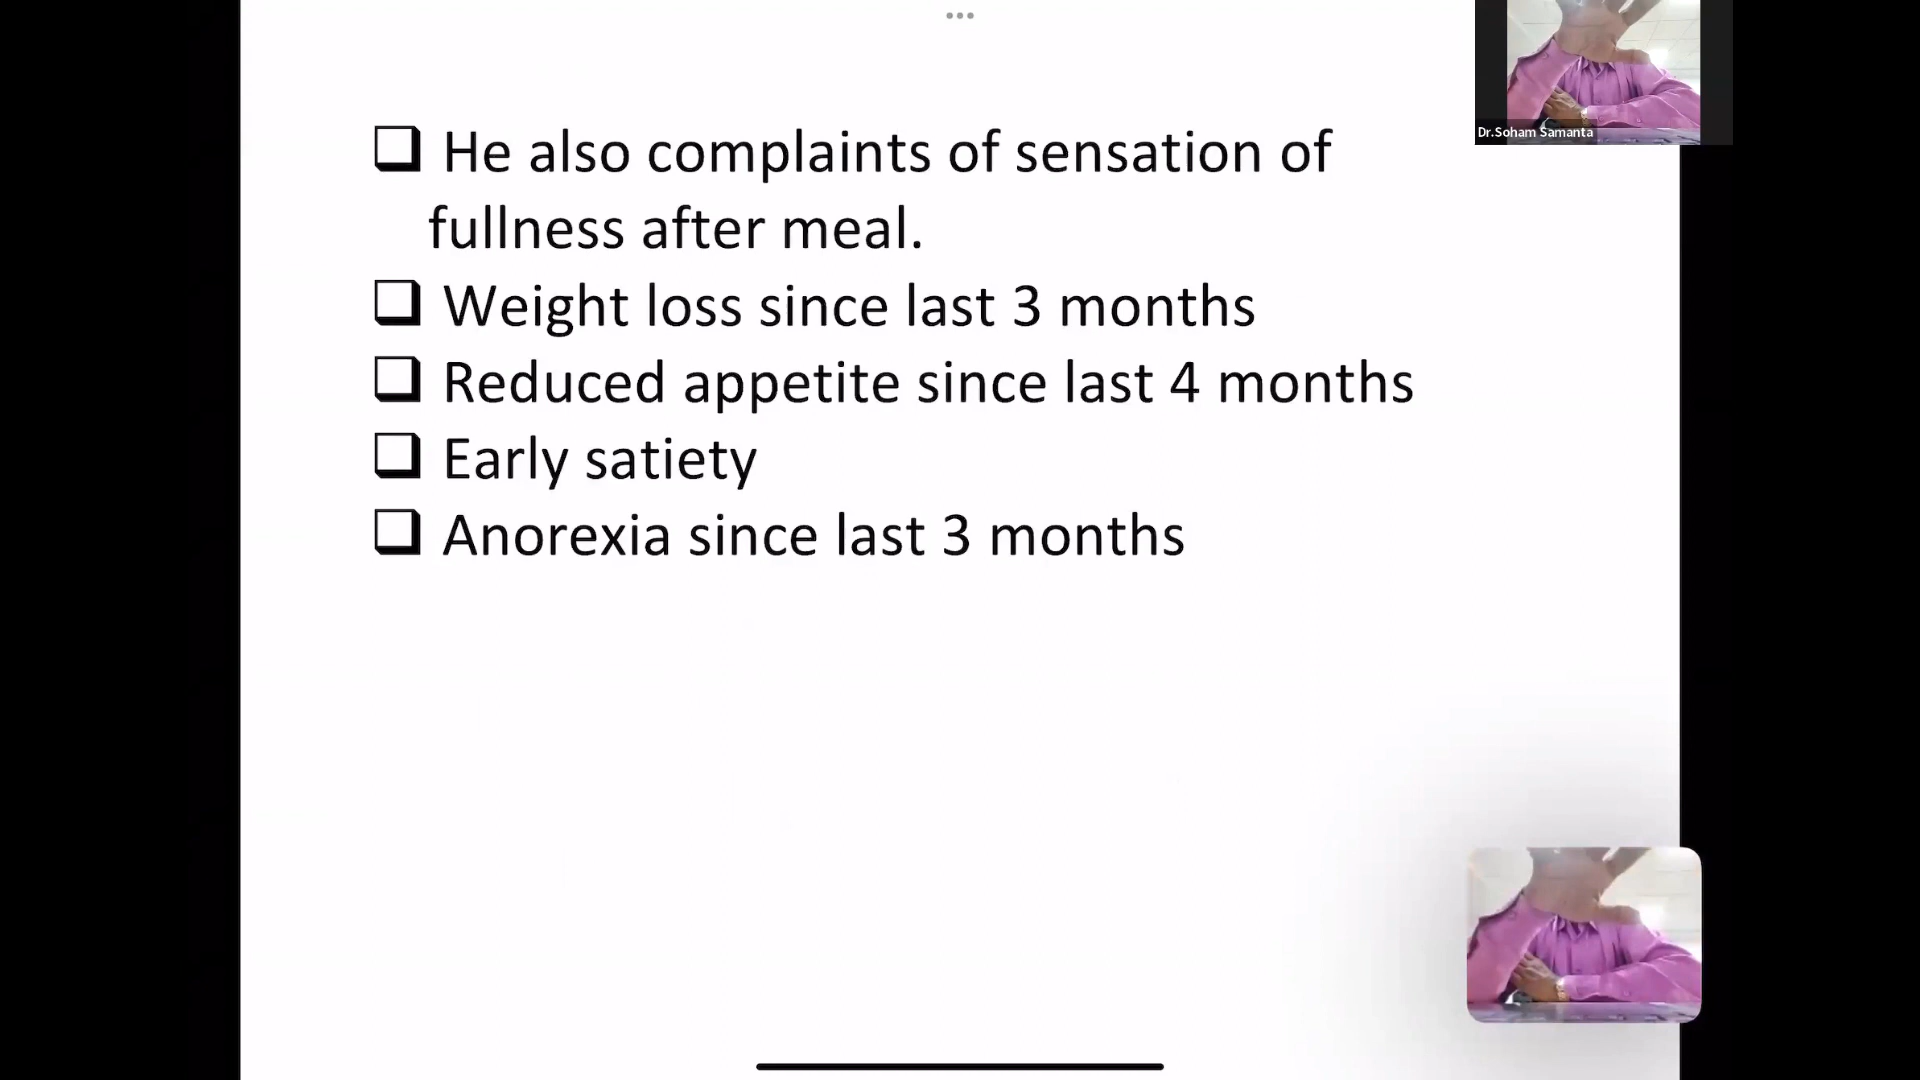 Dr.Soham Samanta
He also complaints of sensation of
fullness after meal.
Weight loss since last 3 months
Reduced appetite since last 4 months
Early satiety
Anorexia since last 3 months